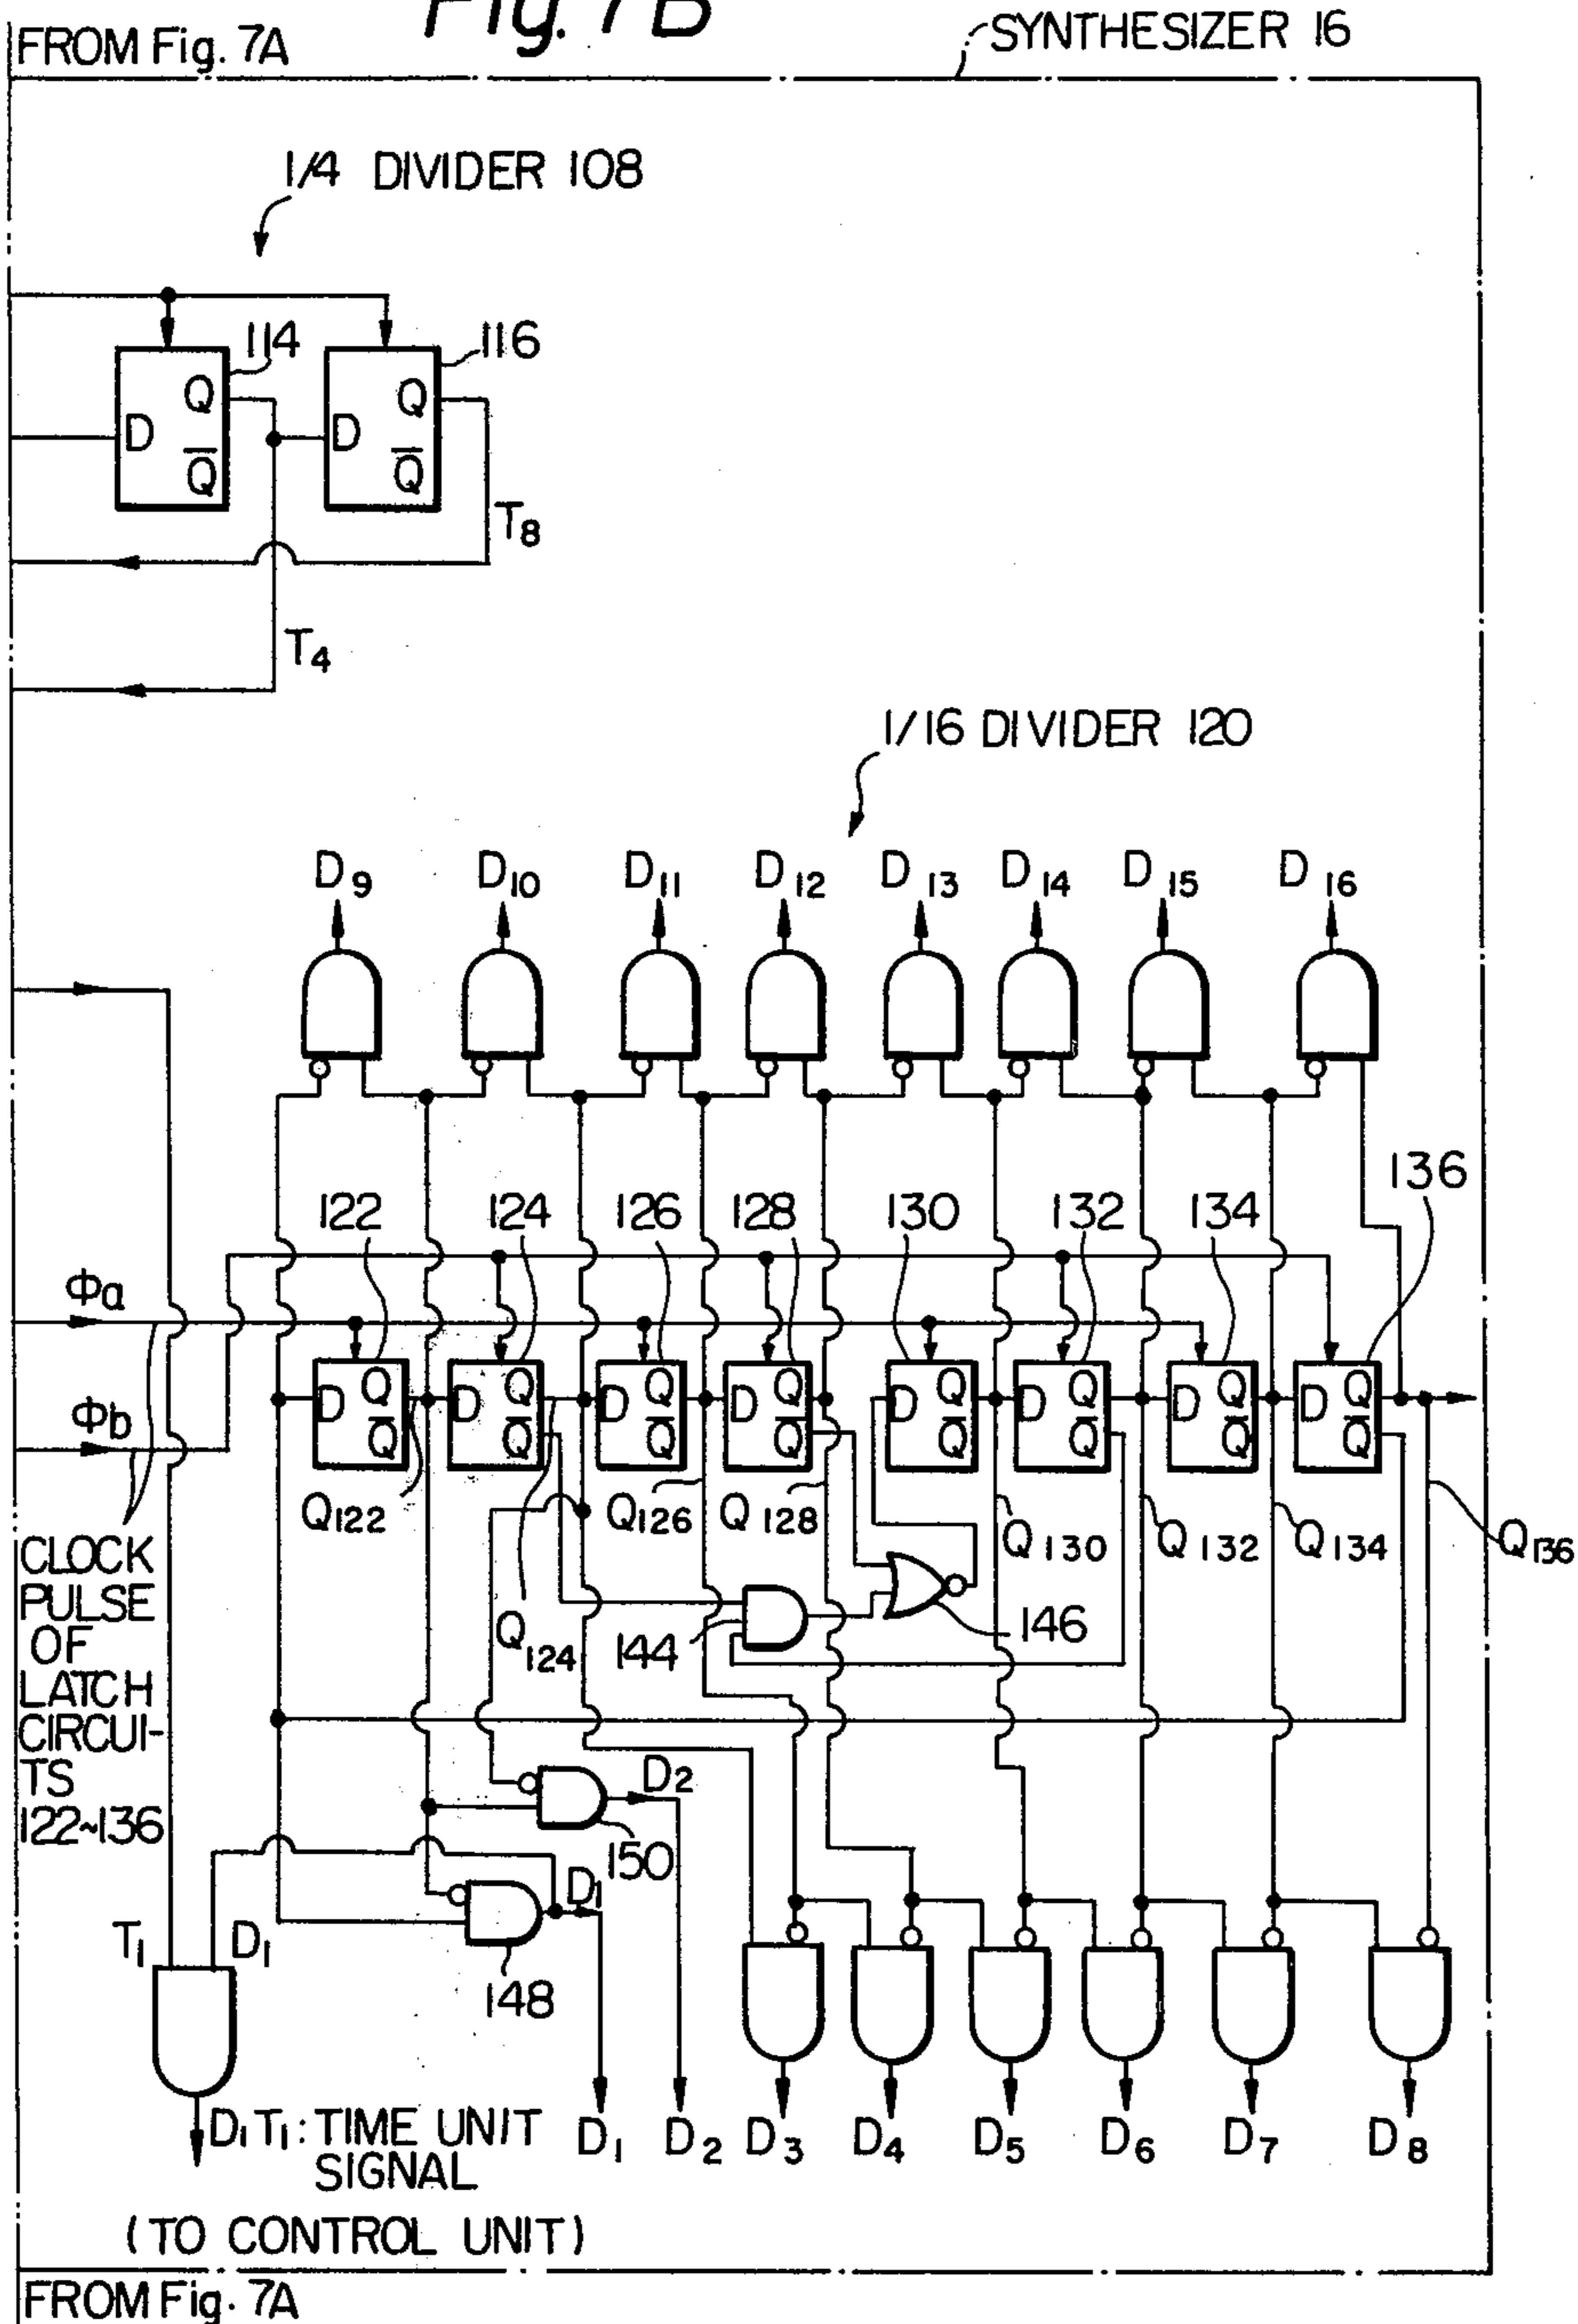 Fig. 7B
FROM Fig. 7A
SYNTHESIZER 16
1/4 DIVIDER 108
114
116
Q
Q
D
D
Q̅
Q̅
T8
T4
1/16 DIVIDER 120
D9 D10 D11 D12 D13 D14 D15 D16
136
122 124 126 128 130 132 134
Φa
D Q D Q D Q D Q D Q D Q D Q D Q
Q̅ Q̅ Q̅ Q̅ Q̅ Q̅ Q̅ Q̅
Φb
Q122 Q126 Q128 Q130 Q132 Q134 Q136
CLOCK
PULSE
OF
LATCH
CIRCUI-
TS
122~136
Q124
144
146
D2
150
D1
T1 D1
148
D1T1: TIME UNIT
SIGNAL
(TO CONTROL UNIT)
D1 D2 D3 D4 D5 D6 D7 D8
FROM Fig. 7A